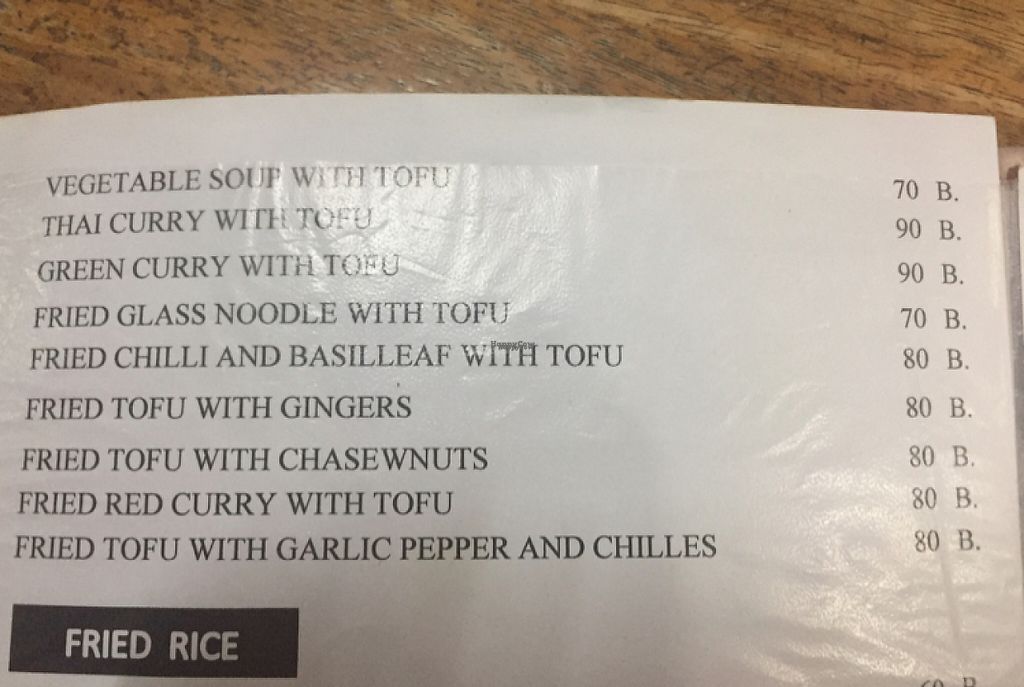 VEGETABLE SOUP WITH TOFU 70 B.
THAI CURRY WITH TOFU 90 B.
GREEN CURRY WITH TOFU 90 B.
FRIED GLASS NOODLE WITH TOFU 70 B.
FRIED CHILLI AND BASILLEAF WITH TOFU 80 B.
HappyCow
FRIED TOFU WITH GINGERS 80 B.
FRIED TOFU WITH CHASEWNUTS 80 B.
FRIED RED CURRY WITH TOFU 80 B.
FRIED TOFU WITH GARLIC PEPPER AND CHILLES 80 B.
FRIED RICE